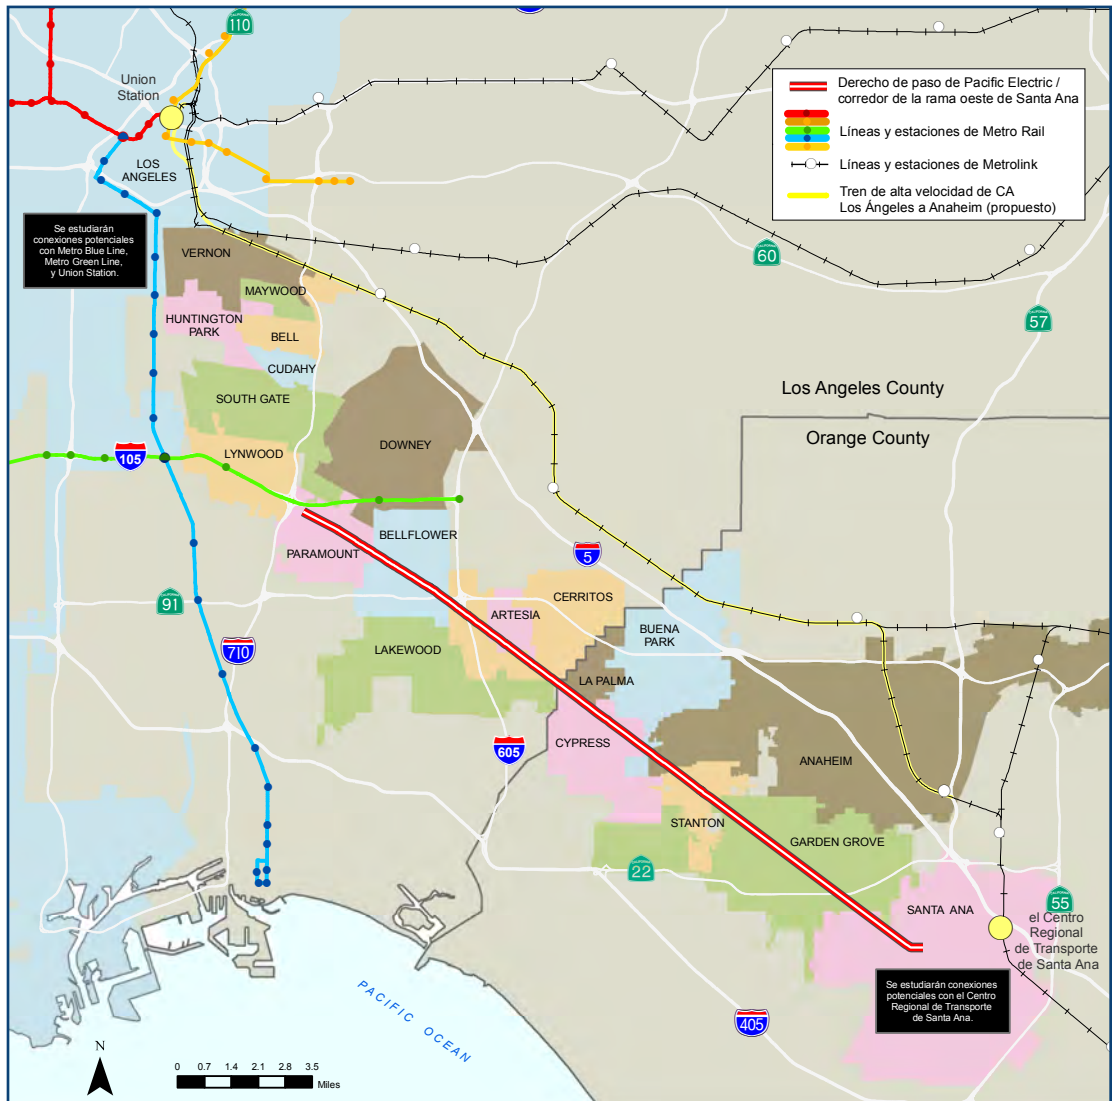 CALIFORNIA
110
Union
Station
Derecho de paso de Pacific Electric /
corredor de la rama oeste de Santa Ana
Líneas y estaciones de Metro Rail
Líneas y estaciones de Metrolink
Tren de alta velocidad de CA
Los Ángeles a Anaheim (propuesto)
LOS
ANGELES
Se estudiarán
conexiones potenciales
con Metro Blue Line,
Metro Green Line,
y Union Station.
VERNON
CALIFORNIA
60
MAYWOOD
HUNTINGTON
PARK
CALIFORNIA
57
BELL
CUDAHY
Los Angeles County
SOUTH GATE
Orange County
DOWNEY
LYNWOOD
105
BELLFLOWER
PARAMOUNT
5
CERRITOS
CALIFORNIA
91
ARTESIA
BUENA
PARK
710
LAKEWOOD
LA PALMA
CYPRESS
605
ANAHEIM
STANTON
GARDEN GROVE
CALIFORNIA
22
CALIFORNIA
55
SANTA ANA
el Centro
Regional
de Transporte
de Santa Ana
Se estudiarán conexiones
potenciales con el Centro
Regional de Transporte
de Santa Ana.
PACIFIC OCEAN
405
N
0 0.7 1.4 2.1 2.8 3.5
Miles